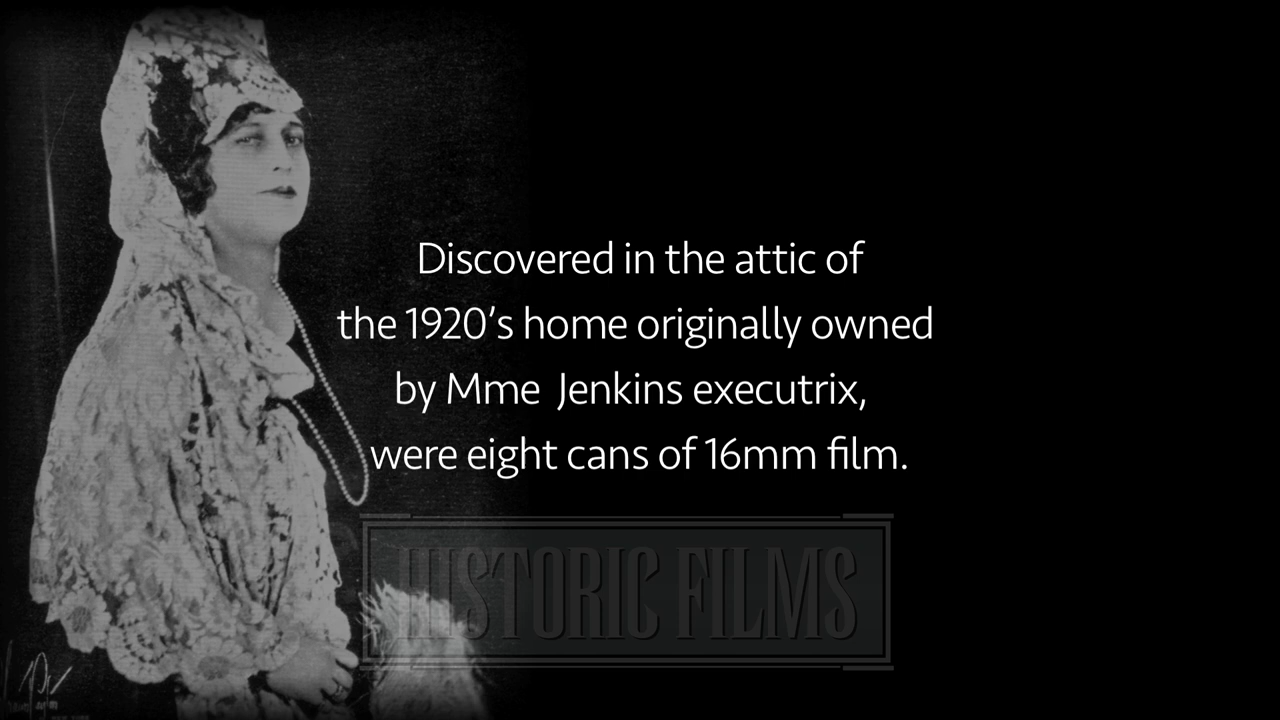 Discovered in the attic of
the 1920's home originally owned
by Mme Jenkins executrix,
were eight cans of 16mm film.
HISTORIC FILMS